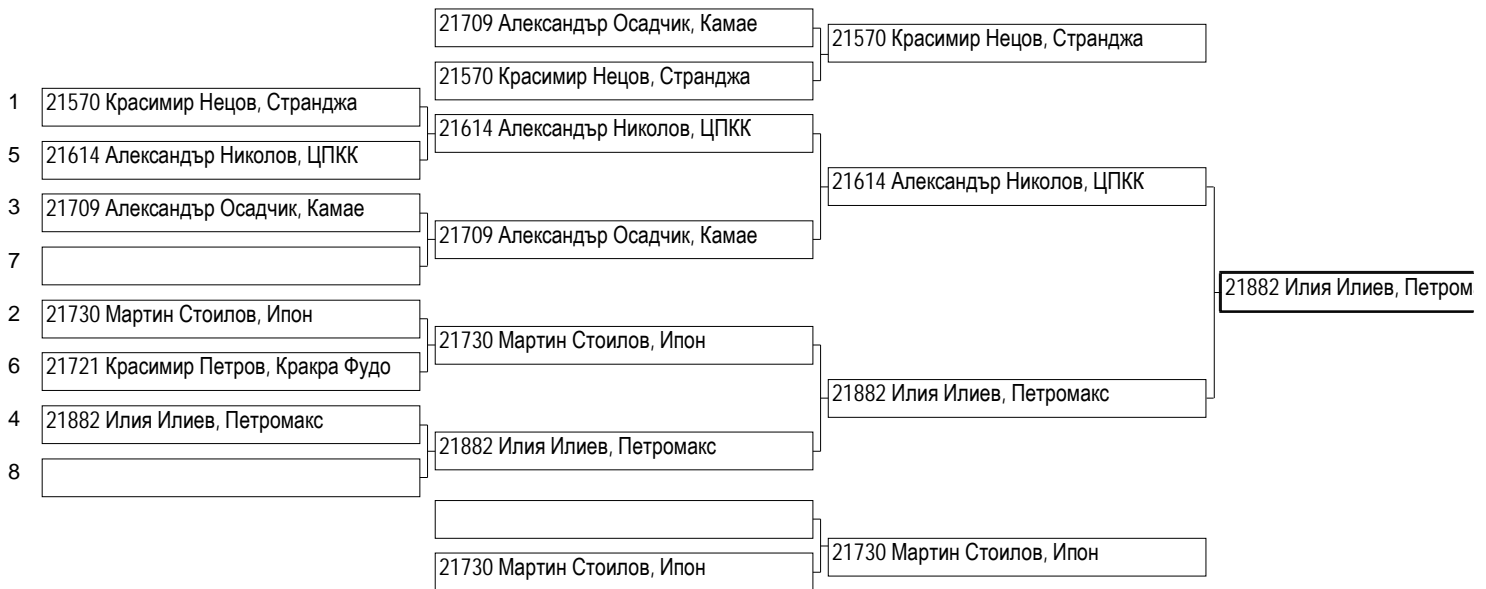 21709 Александър Осадчик, Камае
21570 Красимир Нецов, Странджа
21570 Красимир Нецов, Странджа
1 21570 Красимир Нецов, Странджа
21614 Александър Николов, ЦПКК
5 21614 Александър Николов, ЦПКК
21614 Александър Николов, ЦПКК
3 21709 Александър Осадчик, Камае
21709 Александър Осадчик, Камае
7
21882 Илия Илиев, Петром
2 21730 Мартин Стоилов, Ипон
21730 Мартин Стоилов, Ипон
6 21721 Красимир Петров, Кракра Фудо
21882 Илия Илиев, Петромакс
4 21882 Илия Илиев, Петромакс
21882 Илия Илиев, Петромакс
8
21730 Мартин Стоилов, Ипон
21730 Мартин Стоилов, Ипон